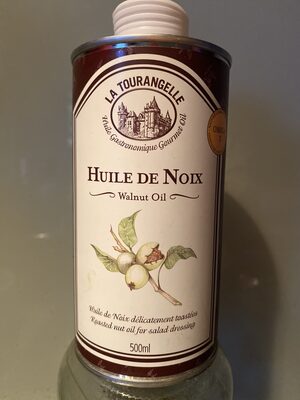 LA TOURANGELLE
Huile Gastronomique Gourmet Oil
HUILE DE NOIX
Walnut Oil
Huile de Noix délicatement toastées
Roasted nut oil for salad dressing
500ml